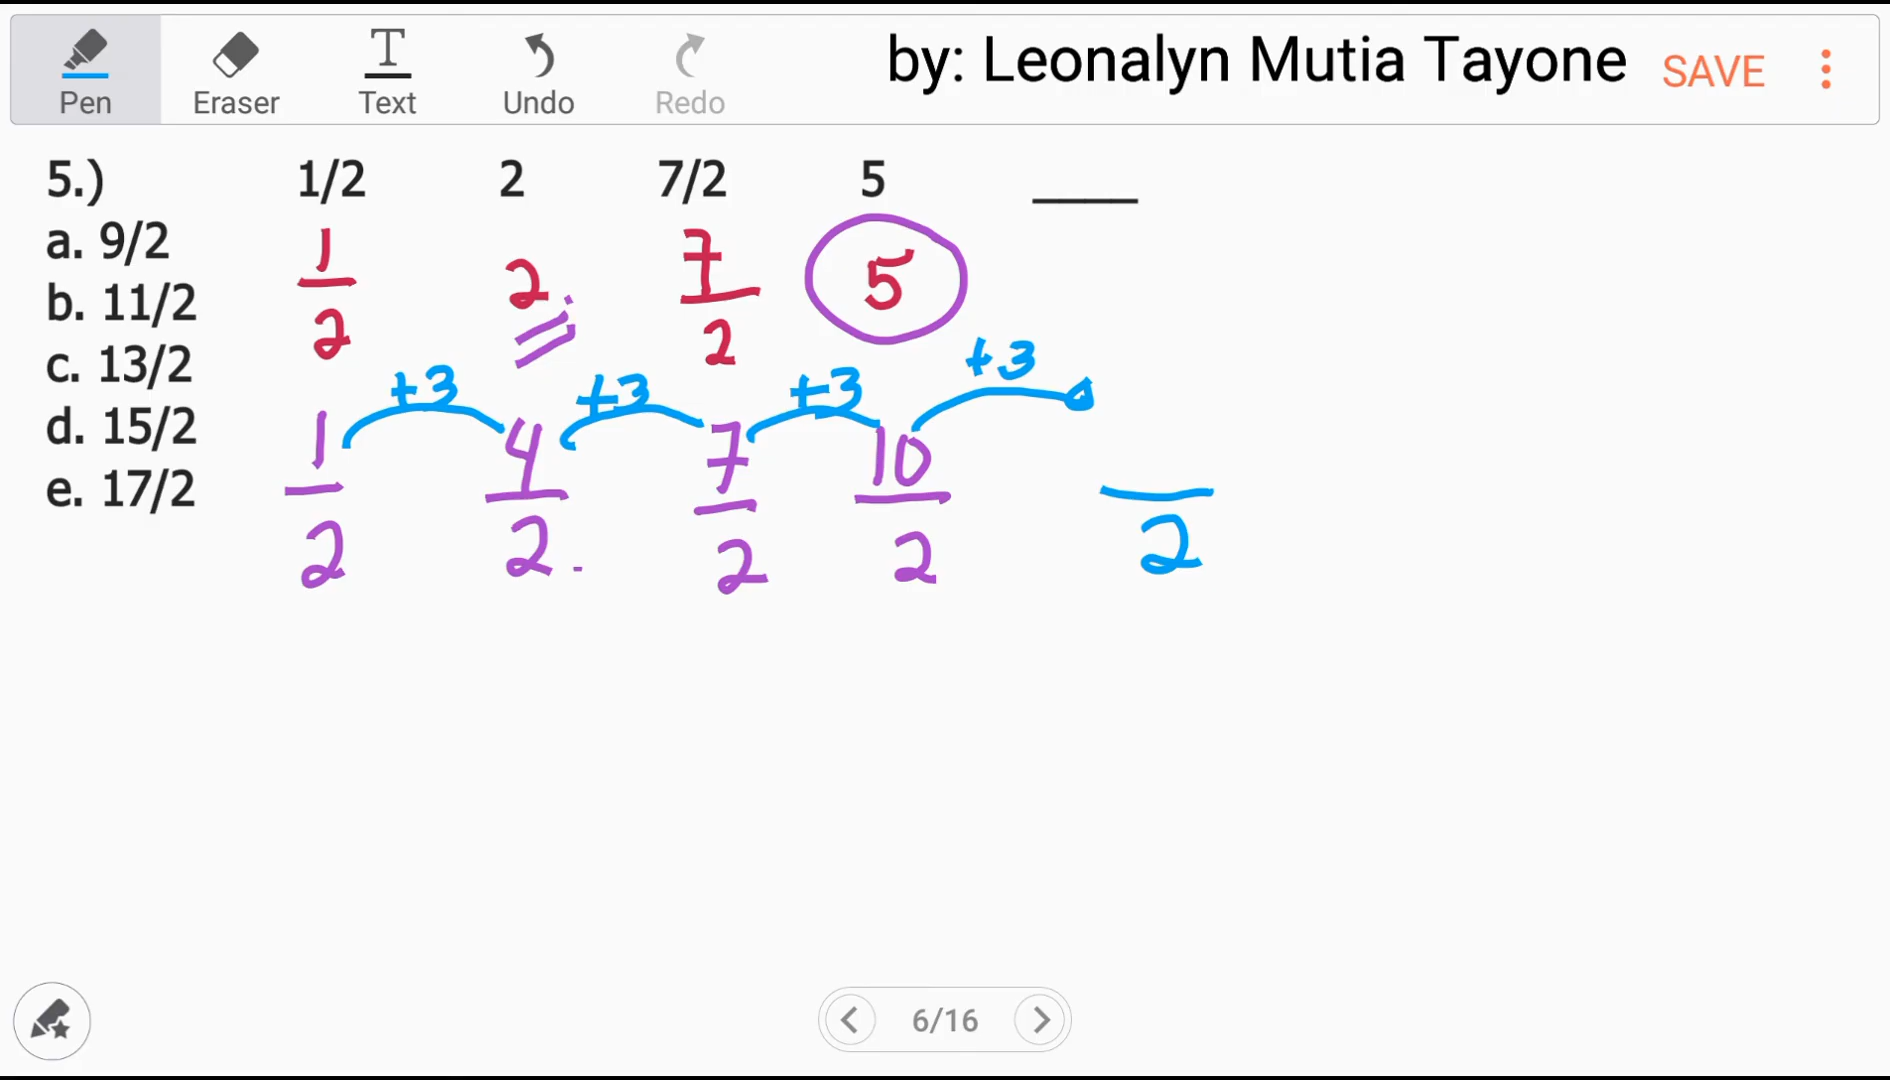 Pen Eraser Text Undo Redo by: Leonalyn Mutia Tayone SAVE
5.) 1/2 2 7/2 5 ____
a. 9/2
b. 11/2
c. 13/2
d. 15/2
e. 17/2
1/2 2 7/2 5
+3 +3 +3 +3
1/2 4/2 7/2 10/2 /2
6/16